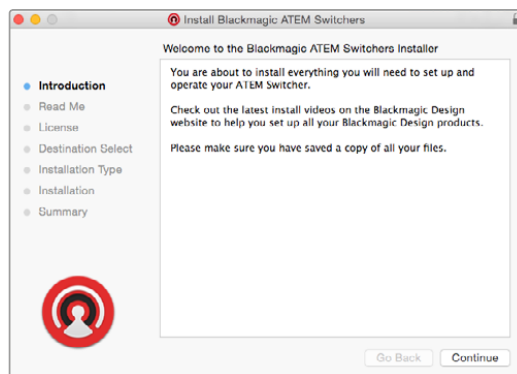 Install Blackmagic ATEM Switchers
Welcome to the Blackmagic ATEM Switchers Installer
Introduction
Read Me
License
Destination Select
Installation Type
Installation
Summary
You are about to install everything you will need to set up and
operate your ATEM Switcher.
Check out the latest install videos on the Blackmagic Design
website to help you set up all your Blackmagic Design products.
Please make sure you have saved a copy of all your files.
Go Back
Continue